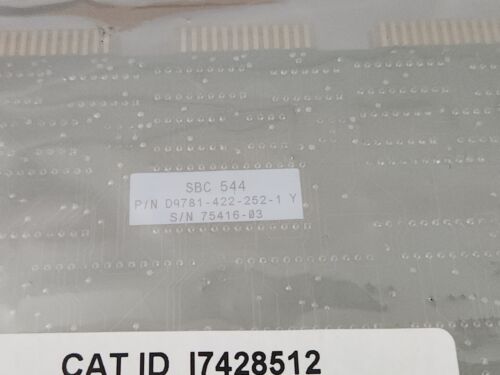 SBC 544
P/N D9781-422-252-1 Y
S/N 75416-03
CAT ID I7428512